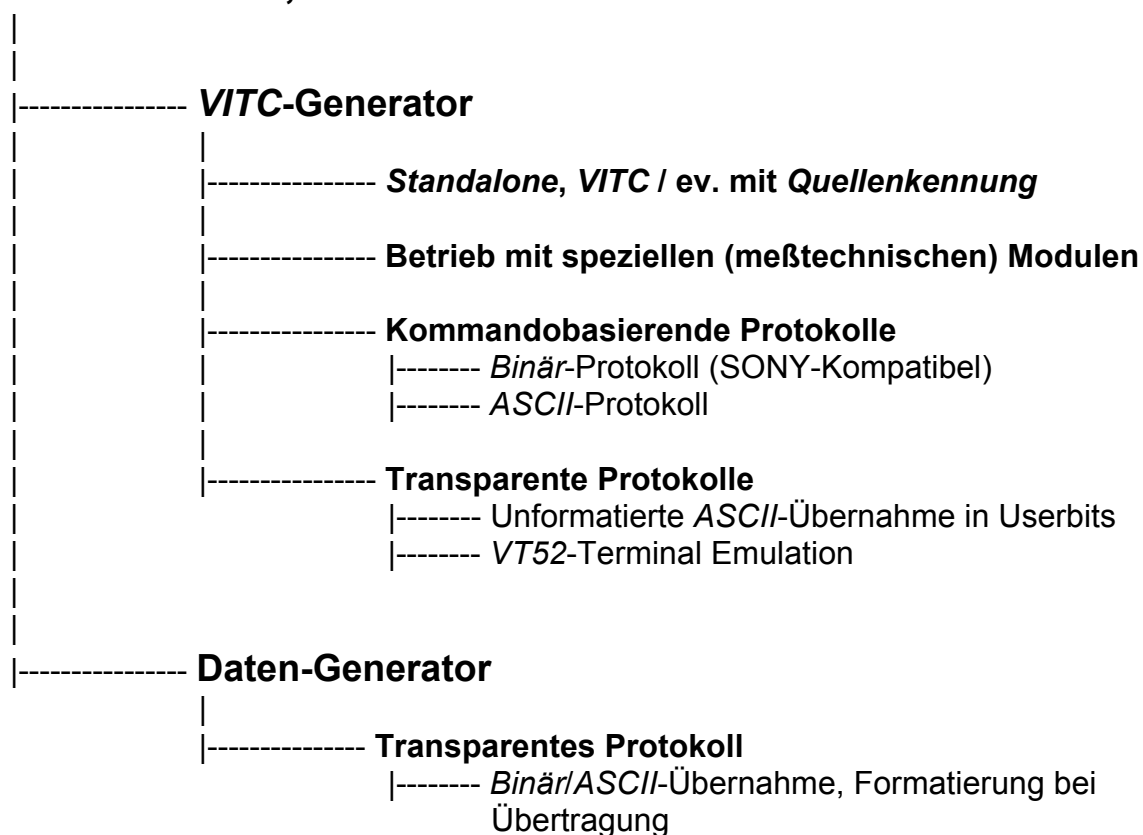 VITC-Generator
Standalone, VITC / ev. mit Quellenkennung
Betrieb mit speziellen (meßtechnischen) Modulen
Kommandobasierende Protokolle
|-------- Binär-Protokoll (SONY-Kompatibel)
|-------- ASCII-Protokoll
Transparente Protokolle
|-------- Unformatierte ASCII-Übernahme in Userbits
|-------- VT52-Terminal Emulation
Daten-Generator
Transparentes Protokoll
|-------- Binär/ASCII-Übernahme, Formatierung bei
Übertragung